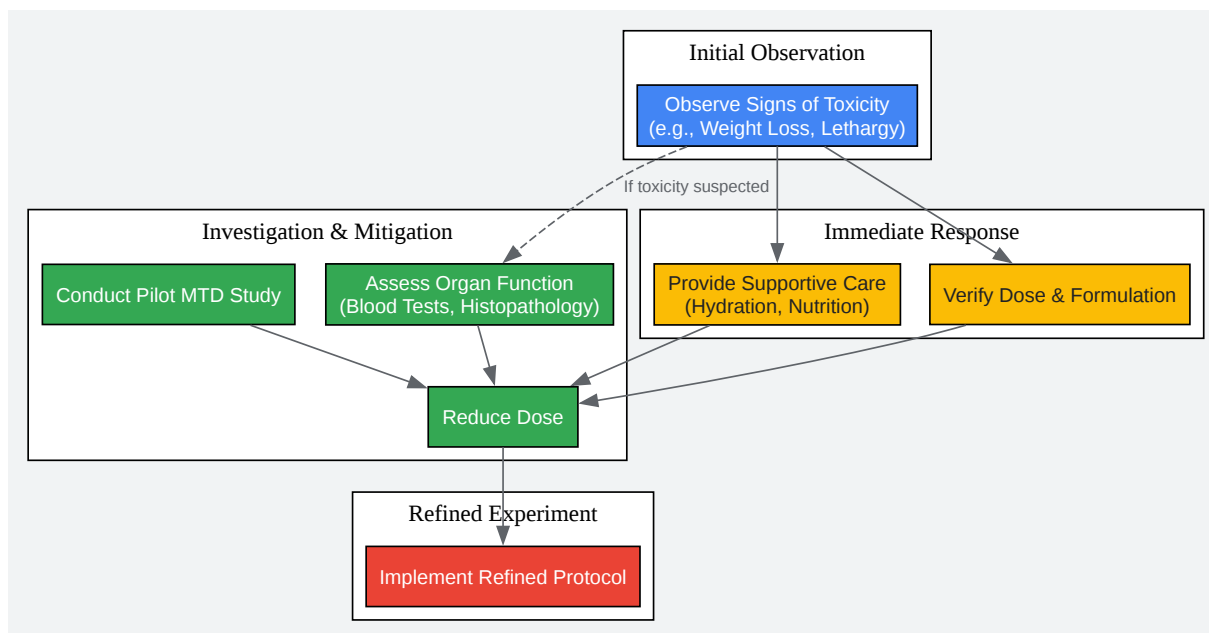 Initial Observation
Observe Signs of Toxicity
(e.g., Weight Loss, Lethargy)
If toxicity suspected
Investigation & Mitigation
Immediate Response
Conduct Pilot MTD Study
Assess Organ Function
(Blood Tests, Histopathology)
Provide Supportive Care
(Hydration, Nutrition)
Verify Dose & Formulation
Reduce Dose
Refined Experiment
Implement Refined Protocol